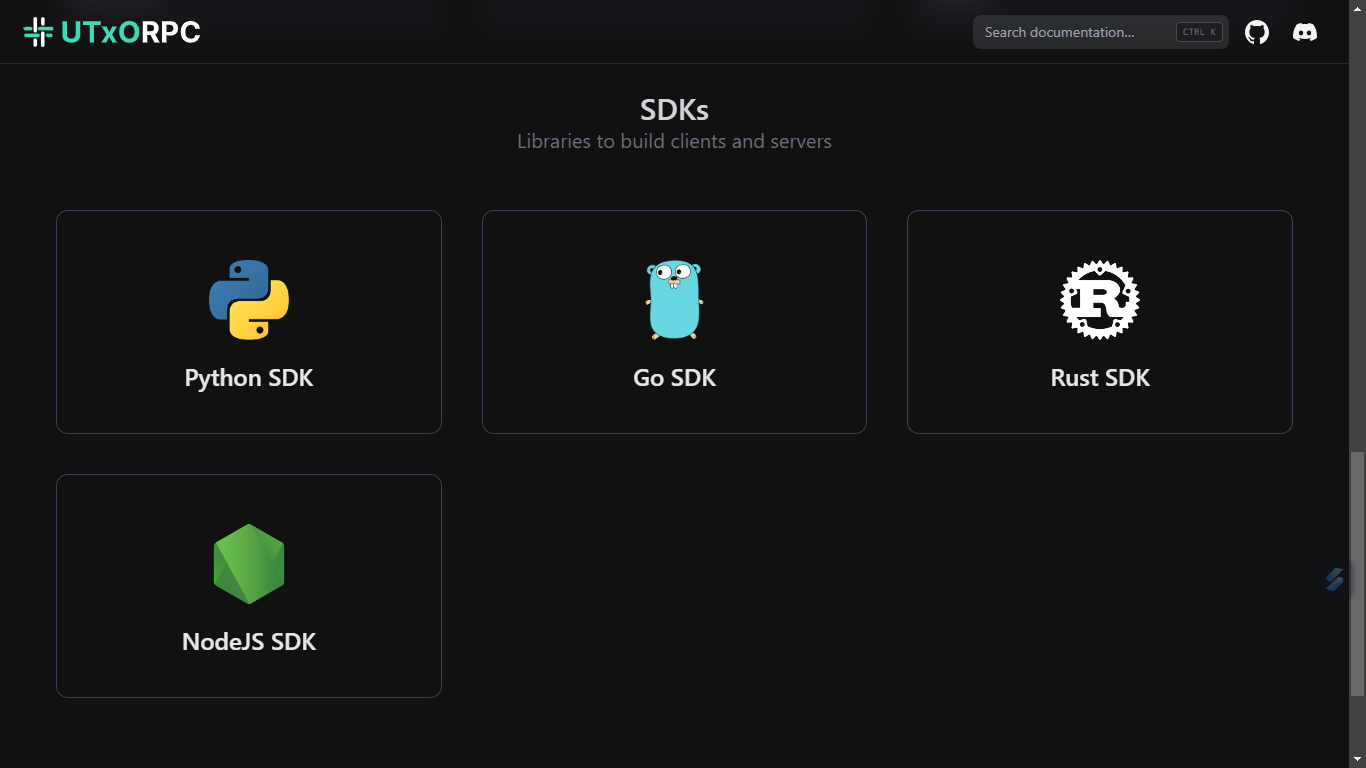 UTxORPC
Search documentation...
CTRL K
SDKs
Libraries to build clients and servers
Python SDK
Go SDK
Rust SDK
NodeJS SDK